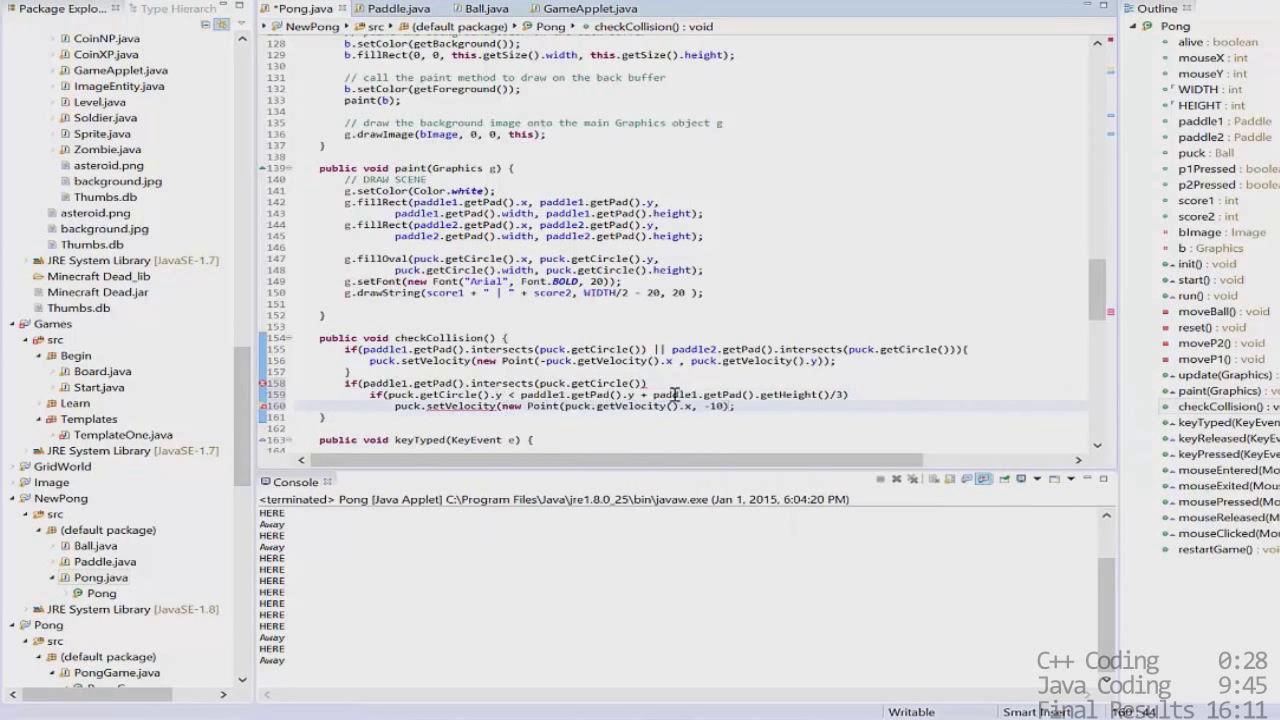 Package Explo...
Type Hierarch
*Pong.java
Paddle.java
Ball.java
GameApplet.java
Outline
NewPong ▸ src ▸ (default package) ▸ Pong ▸ checkCollision() : void
CoinNP.java
CoinXP.java
GameApplet.java
ImageEntity.java
Level.java
Soldier.java
Sprite.java
Zombie.java
asteroid.png
background.jpg
Thumbs.db
asteroid.png
background.jpg
Thumbs.db
JRE System Library [JavaSE-1.7]
Minecraft Dead_lib
Minecraft Dead.jar
Thumbs.db
Games
src
Begin
Board.java
Start.java
Learn
Templates
TemplateOne.java
JRE System Library [JavaSE-1.7]
GridWorld
Image
NewPong
src
(default package)
Ball.java
Paddle.java
Pong.java
Pong
JRE System Library [JavaSE-1.8]
Pong
src
(default package)
PongGame.java
128 b.setColor(getBackground());
129 b.fillRect(0, 0, this.getSize().width, this.getSize().height);
130
131 // call the paint method to draw on the back buffer
132 b.setColor(getForeground());
133 paint(b);
134
135 // draw the background image onto the main Graphics object g
136 g.drawImage(bImage, 0, 0, this);
137 }
138
139 public void paint(Graphics g) {
140 // DRAW SCENE
141 g.setColor(Color.white);
142 g.fillRect(paddle1.getPad().x, paddle1.getPad().y,
143 paddle1.getPad().width, paddle1.getPad().height);
144 g.fillRect(paddle2.getPad().x, paddle2.getPad().y,
145 paddle2.getPad().width, paddle2.getPad().height);
146
147 g.fillOval(puck.getCircle().x, puck.getCircle().y,
148 puck.getCircle().width, puck.getCircle().height);
149 g.setFont(new Font("Arial", Font.BOLD, 20));
150 g.drawString(score1 + " | " + score2, WIDTH/2 - 20, 20 );
151
152 }
153
154 public void checkCollision() {
155 if(paddle1.getPad().intersects(puck.getCircle()) || paddle2.getPad().intersects(puck.getCircle())){
156 puck.setVelocity(new Point(-puck.getVelocity().x , puck.getVelocity().y));
157 }
158 if(paddle1.getPad().intersects(puck.getCircle())
159 if(puck.getCircle().y < paddle1.getPad().y + paddle1.getPad().getHeight()/3)
160 puck.setVelocity(new Point(puck.getVelocity().x, -10);
161 }
162
163 public void keyTyped(KeyEvent e) {
164
Pong
alive : boolean
mouseX : int
mouseY : int
WIDTH : int
HEIGHT : int
paddle1 : Paddle
paddle2 : Paddle
puck : Ball
p1Pressed : int
p2Pressed : int
score1 : int
score2 : int
bImage : Image
b : Graphics
init() : void
start() : void
run() : void
moveBall() : void
reset() : void
moveP2() : void
moveP1() : void
update(Graphics) :
paint(Graphics) : v
checkCollision() : v
keyTyped(KeyEven
keyReleased(KeyE
keyPressed(KeyEv
mouseEntered(Mo
mouseExited(Mou
mousePressed(Mo
mouseReleased(Mo
mouseClicked(Mou
restartGame() : voi
Console
<terminated> Pong [Java Applet] C:\Program Files\Java\jre1.8.0_25\bin\javaw.exe (Jan 1, 2015, 6:04:20 PM)
HERE
Away
HERE
Away
HERE
HERE
HERE
HERE
HERE
HERE
HERE
Away
HERE
Away
C++ Coding 0:28
Java Coding 9:45
Final Results 16:11
Writable
Smart Insert